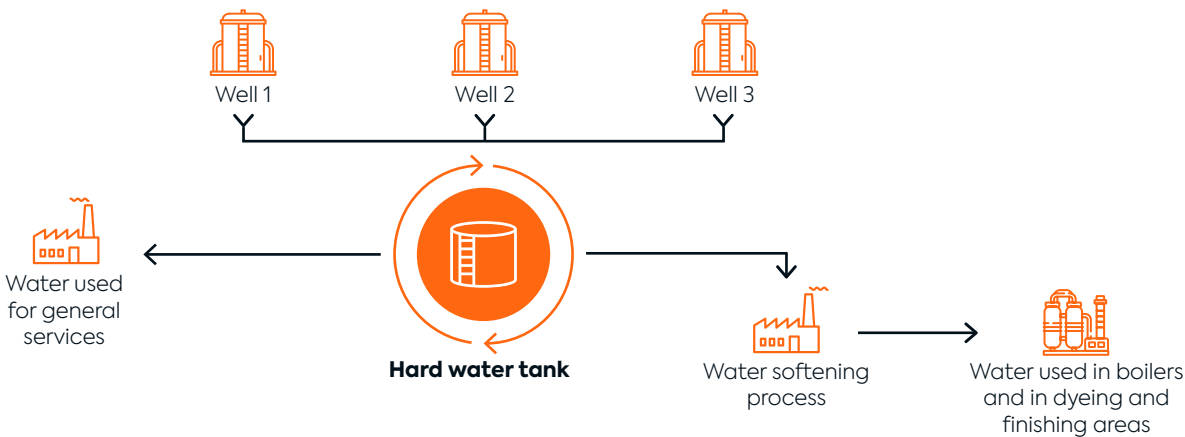 Well 1
Well 2
Well 3
Water used
for general
services
Hard water tank
Water softening
process
Water used in boilers
and in dyeing and
finishing areas